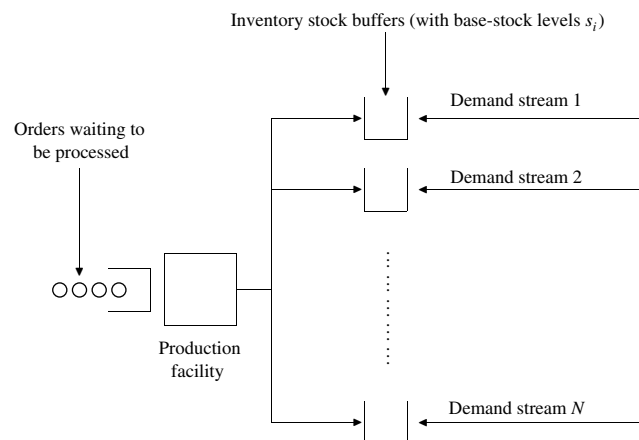 Inventory stock buffers (with base-stock levels sᵢ)
Demand stream 1
Orders waiting to
be processed
Demand stream 2
Production
facility
Demand stream N